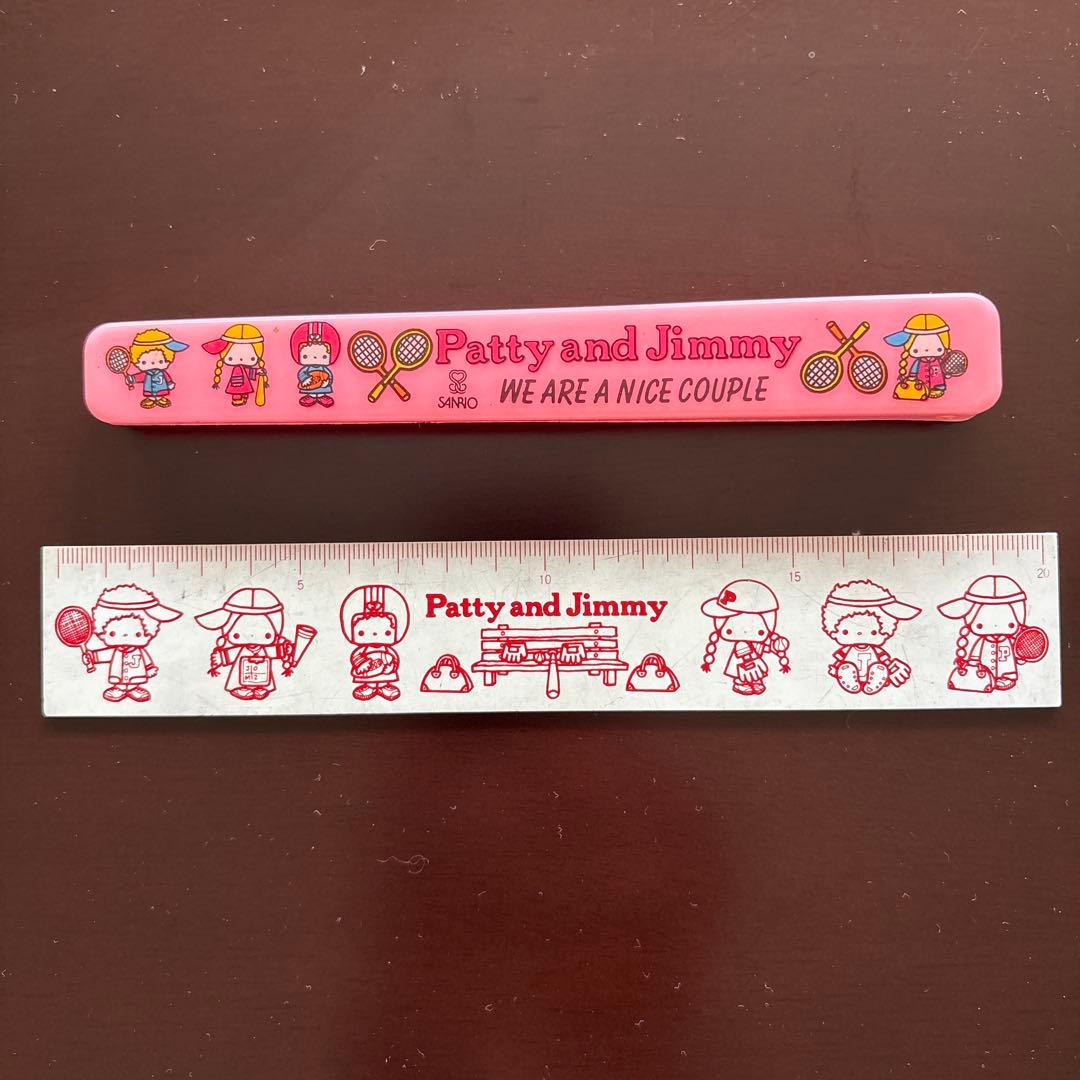 Patty and Jimmy
SANRIO
WE ARE A NICE COUPLE
J
5
10
15
20
Patty and Jimmy
P
J
J
P